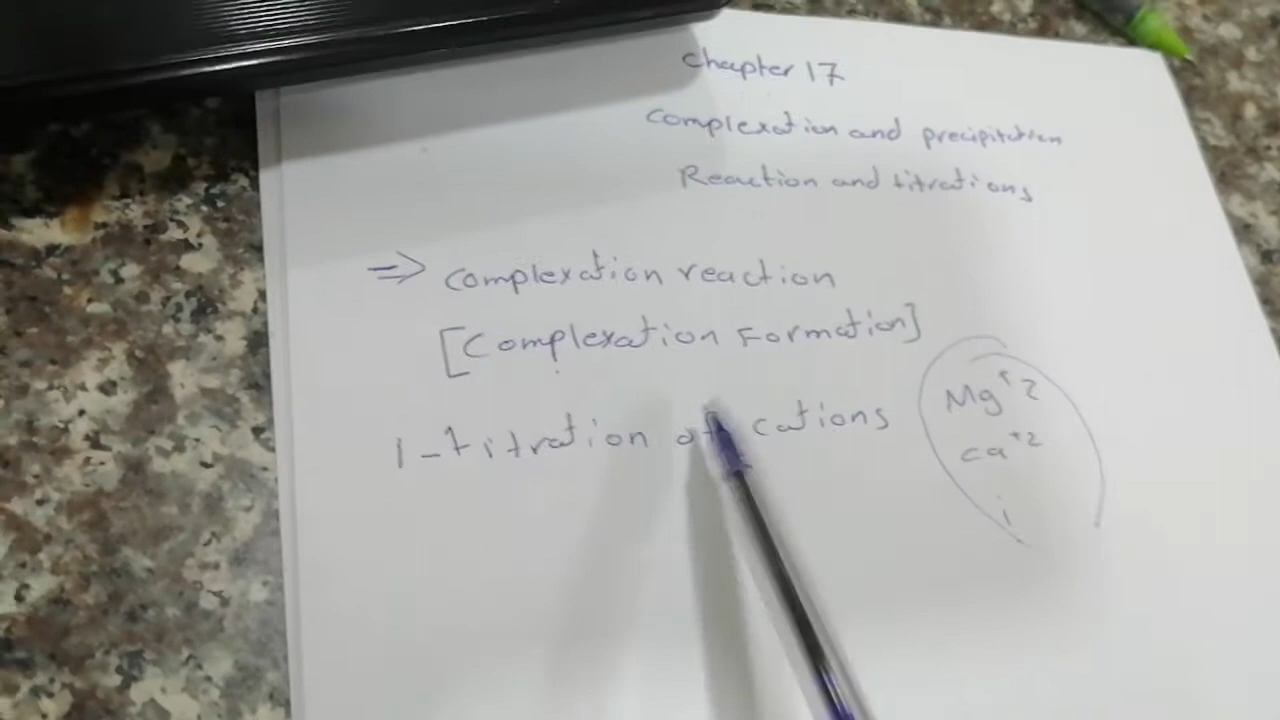 Chapter 17
Complexation and precipitation
Reaction and titrations
=> Complexation reaction
[Complexation Formation]
1-titration of cations
Mg+2
ca+2